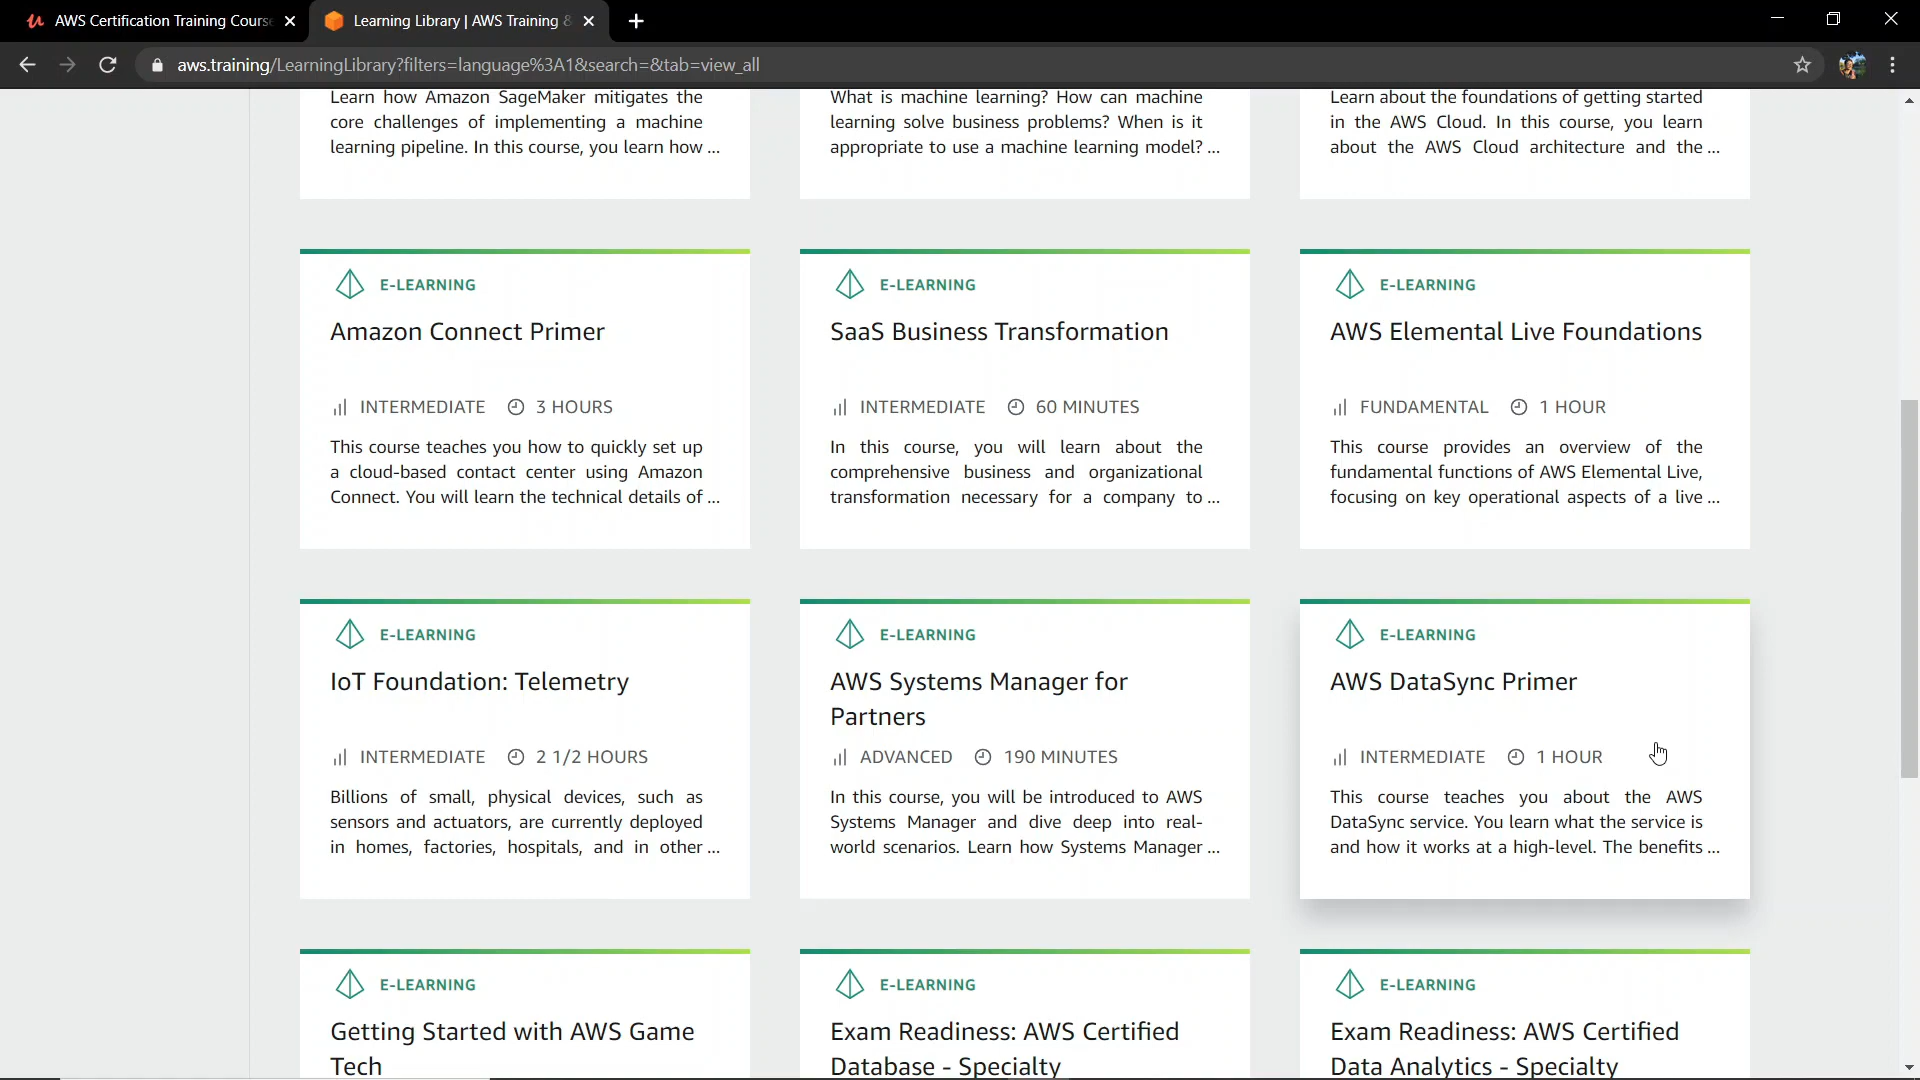 AWS Certification Training Course
Learning Library | AWS Training &
aws.training/LearningLibrary?filters=language%3A1&search=&tab=view_all
Learn how Amazon SageMaker mitigates the
core challenges of implementing a machine
learning pipeline. In this course, you learn how ...
What is machine learning? How can machine
learning solve business problems? When is it
appropriate to use a machine learning model? ...
Learn about the foundations of getting started
in the AWS Cloud. In this course, you learn
about the AWS Cloud architecture and the ...
E-LEARNING
Amazon Connect Primer
INTERMEDIATE 3 HOURS
This course teaches you how to quickly set up
a cloud-based contact center using Amazon
Connect. You will learn the technical details of ...
E-LEARNING
SaaS Business Transformation
INTERMEDIATE 60 MINUTES
In this course, you will learn about the
comprehensive business and organizational
transformation necessary for a company to ...
E-LEARNING
AWS Elemental Live Foundations
FUNDAMENTAL 1 HOUR
This course provides an overview of the
fundamental functions of AWS Elemental Live,
focusing on key operational aspects of a live ...
E-LEARNING
IoT Foundation: Telemetry
INTERMEDIATE 2 1/2 HOURS
Billions of small, physical devices, such as
sensors and actuators, are currently deployed
in homes, factories, hospitals, and in other ...
E-LEARNING
AWS Systems Manager for
Partners
ADVANCED 190 MINUTES
In this course, you will be introduced to AWS
Systems Manager and dive deep into real-
world scenarios. Learn how Systems Manager ...
E-LEARNING
AWS DataSync Primer
INTERMEDIATE 1 HOUR
This course teaches you about the AWS
DataSync service. You learn what the service is
and how it works at a high-level. The benefits ...
E-LEARNING
Getting Started with AWS Game
Tech
E-LEARNING
Exam Readiness: AWS Certified
Database - Specialty
E-LEARNING
Exam Readiness: AWS Certified
Data Analytics - Specialty